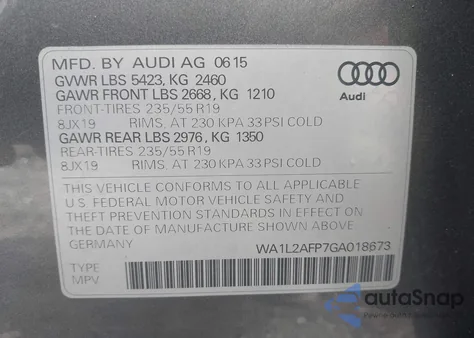 MFD. BY AUDI AG 06 15
GVWR LBS 5423, KG 2460
GAWR FRONT LBS 2668, KG 1210
FRONT-TIRES 235/55 R19
8JX19 RIMS, AT 230 KPA 33 PSI COLD
GAWR REAR LBS 2976, KG 1350
REAR-TIRES 235/55 R19
8JX19 RIMS, AT 230 KPA 33 PSI COLD
Audi
THIS VEHICLE CONFORMS TO ALL APPLICABLE
U.S. FEDERAL MOTOR VEHICLE SAFETY AND
THEFT PREVENTION STANDARDS IN EFFECT ON
THE DATE OF MANUFACTURE SHOWN ABOVE
GERMANY WA1L2AFP7GA018673
TYPE
MPV
autoSnap